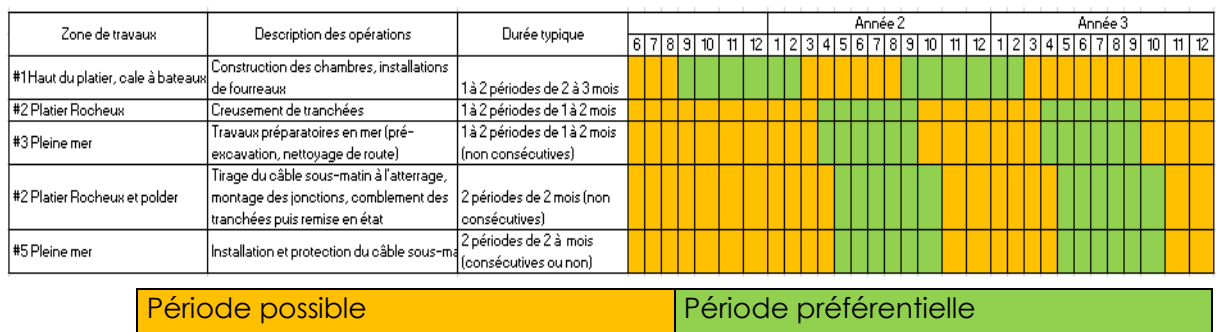 Zone de travaux Description des opérations Durée typique Année 2 Année 3
6 7 8 9 10 11 12 1 2 3 4 5 6 7 8 9 10 11 12 1 2 3 4 5 6 7 8 9 10 11 12
#1Haut du platier, cale à bateaux Construction des chambres, installations
de fourreaux 1 à 2 périodes de 2 à 3 mois
#2 Platier Rocheux Creusement de tranchées 1 à 2 périodes de 1 à 2 mois
#3 Pleine mer Travaux préparatoires en mer (pré- 1 à 2 périodes de 1 à 2 mois
excavation, nettoyage de route) (non consécutives)
#2 Platier Rocheux et polder Tirage du câble sous-matin à l'atterrage,
montage des jonctions, comblement des 2 périodes de 2 mois (non
tranchées puis remise en état consécutives)
#5 Pleine mer Installation et protection du câble sous-ma 2 périodes de 2 à mois
(consécutives ou non)
Période possible Période préférentielle